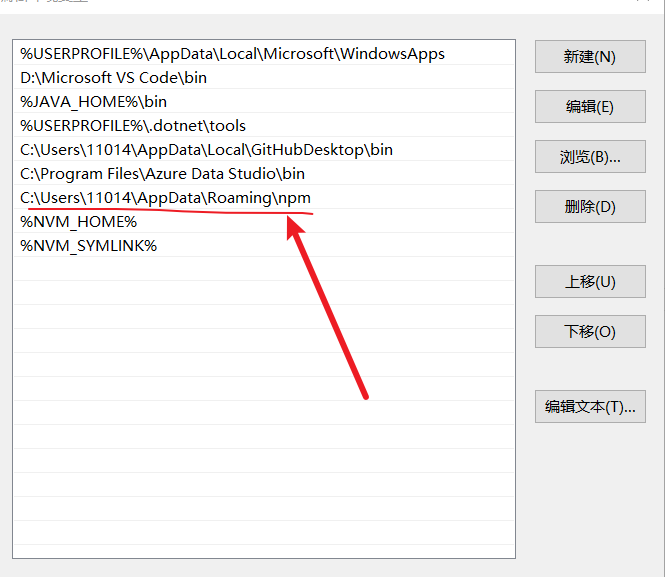 %USERPROFILE%\AppData\Local\Microsoft\WindowsApps
D:\Microsoft VS Code\bin
%JAVA_HOME%\bin
%USERPROFILE%\.dotnet\tools
C:\Users\11014\AppData\Local\GitHubDesktop\bin
C:\Program Files\Azure Data Studio\bin
C:\Users\11014\AppData\Roaming\npm
%NVM_HOME%
%NVM_SYMLINK%
新建(N)
编辑(E)
浏览(B)...
删除(D)
上移(U)
下移(O)
编辑文本(T)...